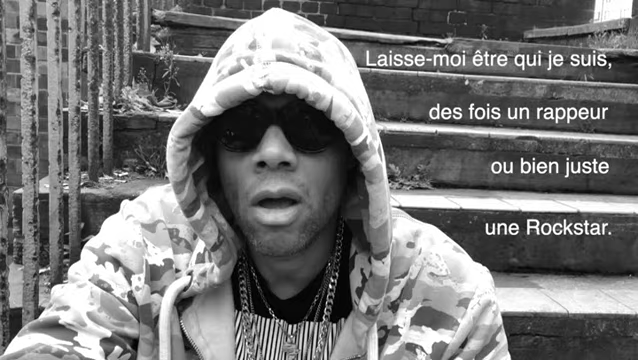 Laisse-moi être qui je suis,
des fois un rappeur
ou bien juste
une Rockstar.